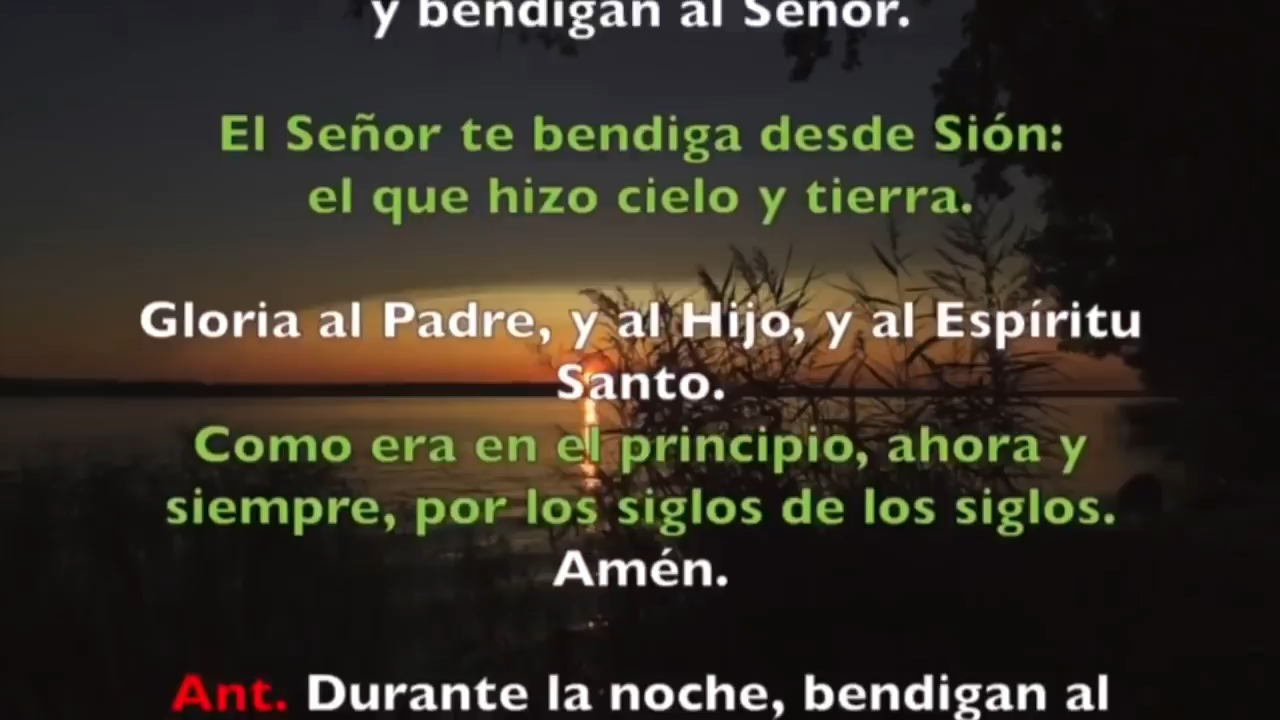 y bendigan al Señor.
El Señor te bendiga desde Sión:
el que hizo cielo y tierra.
Gloria al Padre, y al Hijo, y al Espíritu
Santo.
Como era en el principio, ahora y
siempre, por los siglos de los siglos.
Amén.
Ant. Durante la noche, bendigan al